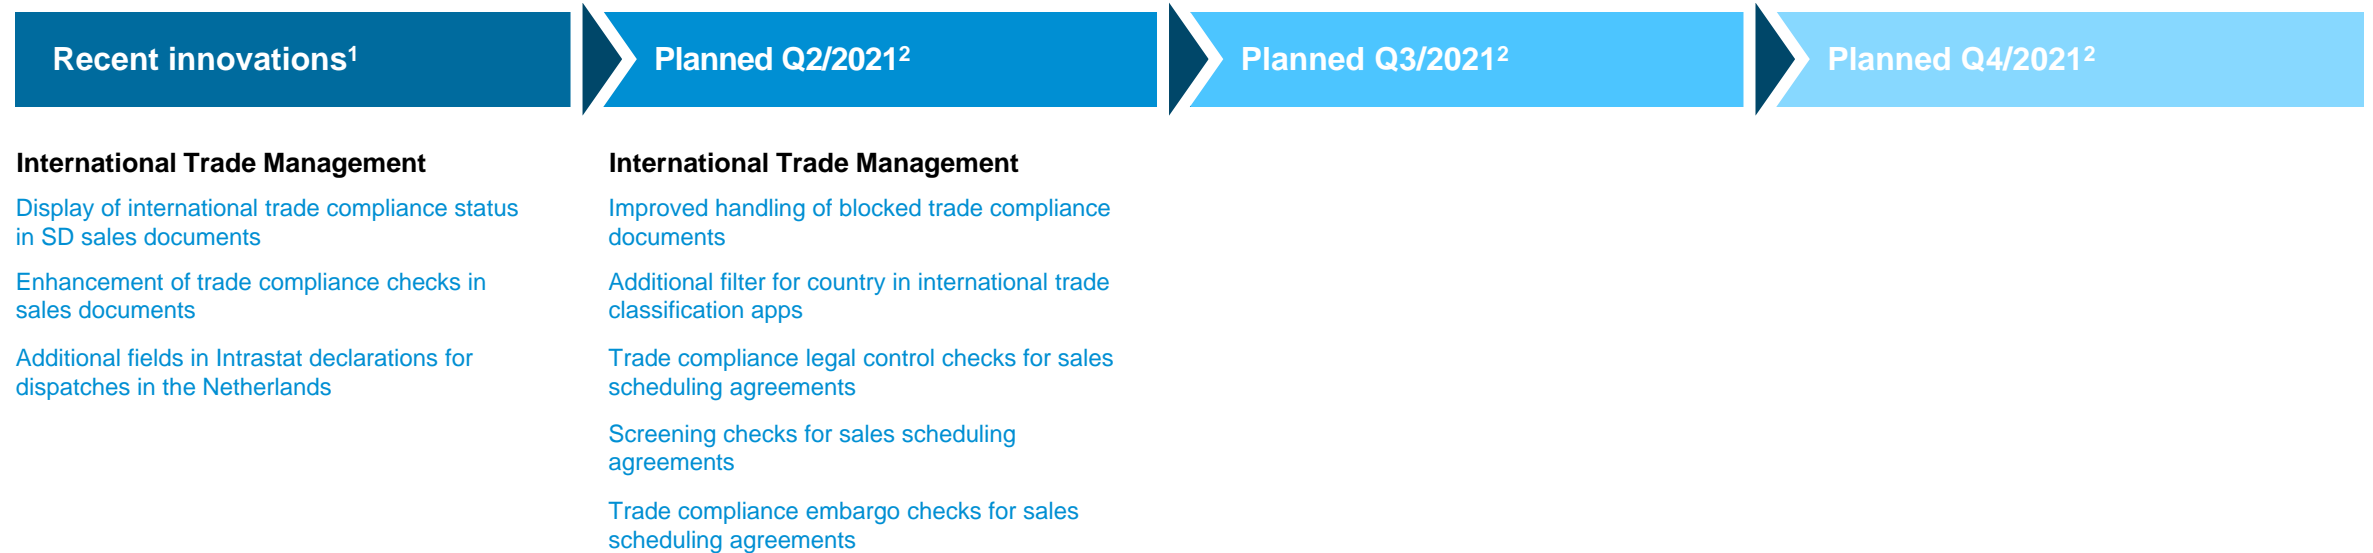 Recent innovations¹
Planned Q2/2021²
Planned Q3/2021²
Planned Q4/2021²
International Trade Management
Display of international trade compliance status
in SD sales documents
Enhancement of trade compliance checks in
sales documents
Additional fields in Intrastat declarations for
dispatches in the Netherlands
International Trade Management
Improved handling of blocked trade compliance
documents
Additional filter for country in international trade
classification apps
Trade compliance legal control checks for sales
scheduling agreements
Screening checks for sales scheduling
agreements
Trade compliance embargo checks for sales
scheduling agreements